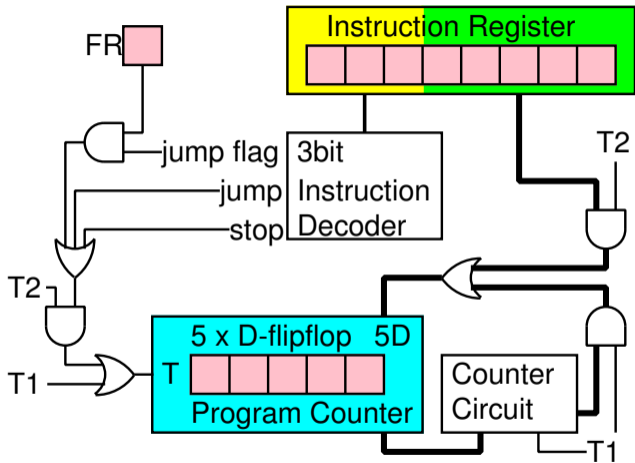 Instruction Register
FR
jump flag
3bit
T2
jump
Instruction
stop
Decoder
T2
5 x D-flipflop 5D
T
Counter
T1
Program Counter
Circuit
T1